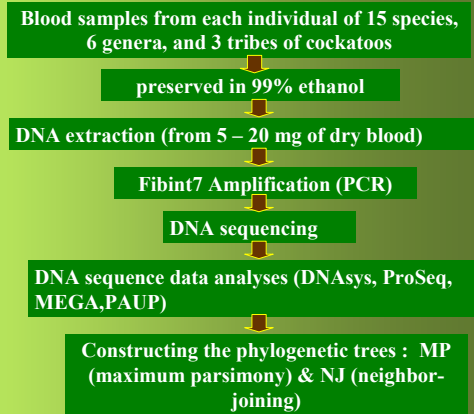 Blood samples from each individual of 15 species,
6 genera, and 3 tribes of cockatoos
preserved in 99% ethanol
DNA extraction (from 5 – 20 mg of dry blood)
Fibint7 Amplification (PCR)
DNA sequencing
DNA sequence data analyses (DNAsys, ProSeq,
MEGA,PAUP)
Constructing the phylogenetic trees : MP
(maximum parsimony) & NJ (neighbor-
joining)